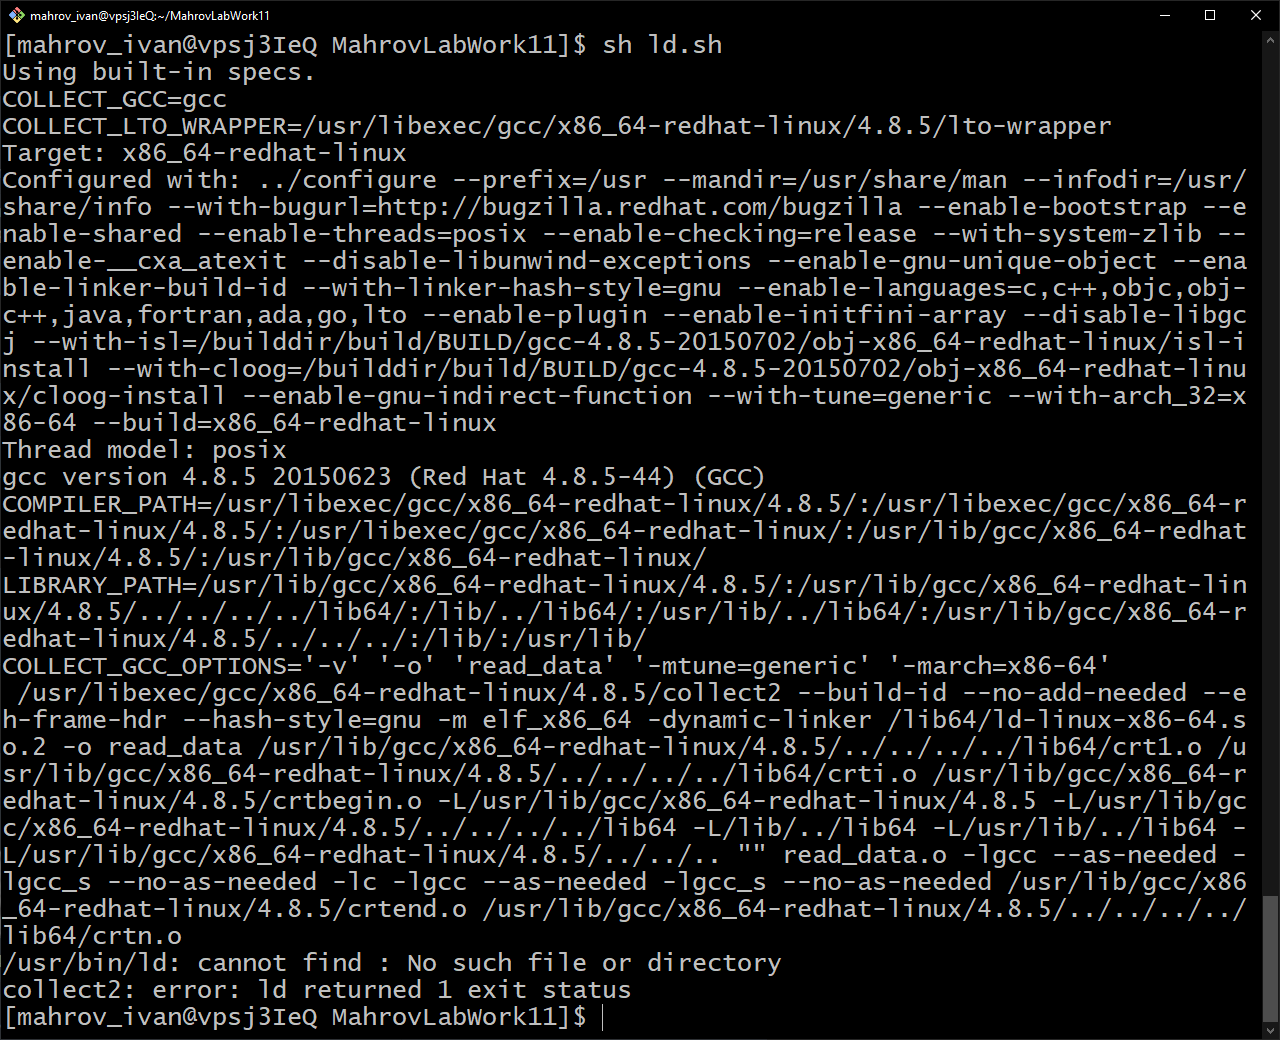 mahrov_ivan@vpsj3IeQ:~/MahrovLabWork11
[mahrov_ivan@vpsj3IeQ MahrovLabWork11]$ sh ld.sh
Using built-in specs.
COLLECT_GCC=gcc
COLLECT_LTO_WRAPPER=/usr/libexec/gcc/x86_64-redhat-linux/4.8.5/lto-wrapper
Target: x86_64-redhat-linux
Configured with: ../configure --prefix=/usr --mandir=/usr/share/man --infodir=/usr/
share/info --with-bugurl=http://bugzilla.redhat.com/bugzilla --enable-bootstrap --e
nable-shared --enable-threads=posix --enable-checking=release --with-system-zlib --
enable-__cxa_atexit --disable-libunwind-exceptions --enable-gnu-unique-object --ena
ble-linker-build-id --with-linker-hash-style=gnu --enable-languages=c,c++,objc,obj-
c++,java,fortran,ada,go,lto --enable-plugin --enable-initfini-array --disable-libgc
j --with-isl=/builddir/build/BUILD/gcc-4.8.5-20150702/obj-x86_64-redhat-linux/isl-i
nstall --with-cloog=/builddir/build/BUILD/gcc-4.8.5-20150702/obj-x86_64-redhat-linu
x/cloog-install --enable-gnu-indirect-function --with-tune=generic --with-arch_32=x
86-64 --build=x86_64-redhat-linux
Thread model: posix
gcc version 4.8.5 20150623 (Red Hat 4.8.5-44) (GCC)
COMPILER_PATH=/usr/libexec/gcc/x86_64-redhat-linux/4.8.5/:/usr/libexec/gcc/x86_64-r
edhat-linux/4.8.5/:/usr/libexec/gcc/x86_64-redhat-linux/:/usr/lib/gcc/x86_64-redhat
-linux/4.8.5/:/usr/lib/gcc/x86_64-redhat-linux/
LIBRARY_PATH=/usr/lib/gcc/x86_64-redhat-linux/4.8.5/:/usr/lib/gcc/x86_64-redhat-lin
ux/4.8.5/../../../../lib64/:/lib/../lib64/:/usr/lib/../lib64/:/usr/lib/gcc/x86_64-r
edhat-linux/4.8.5/../../../:/lib/:/usr/lib/
COLLECT_GCC_OPTIONS='-v' '-o' 'read_data' '-mtune=generic' '-march=x86-64'
 /usr/libexec/gcc/x86_64-redhat-linux/4.8.5/collect2 --build-id --no-add-needed --e
h-frame-hdr --hash-style=gnu -m elf_x86_64 -dynamic-linker /lib64/ld-linux-x86-64.s
o.2 -o read_data /usr/lib/gcc/x86_64-redhat-linux/4.8.5/../../../../lib64/crt1.o /u
sr/lib/gcc/x86_64-redhat-linux/4.8.5/../../../../lib64/crti.o /usr/lib/gcc/x86_64-r
edhat-linux/4.8.5/crtbegin.o -L/usr/lib/gcc/x86_64-redhat-linux/4.8.5 -L/usr/lib/gc
c/x86_64-redhat-linux/4.8.5/../../../../lib64 -L/lib/../lib64 -L/usr/lib/../lib64 -
L/usr/lib/gcc/x86_64-redhat-linux/4.8.5/../../.. "" read_data.o -lgcc --as-needed -
lgcc_s --no-as-needed -lc -lgcc --as-needed -lgcc_s --no-as-needed /usr/lib/gcc/x86
_64-redhat-linux/4.8.5/crtend.o /usr/lib/gcc/x86_64-redhat-linux/4.8.5/../../../../
lib64/crtn.o
/usr/bin/ld: cannot find : No such file or directory
collect2: error: ld returned 1 exit status
[mahrov_ivan@vpsj3IeQ MahrovLabWork11]$